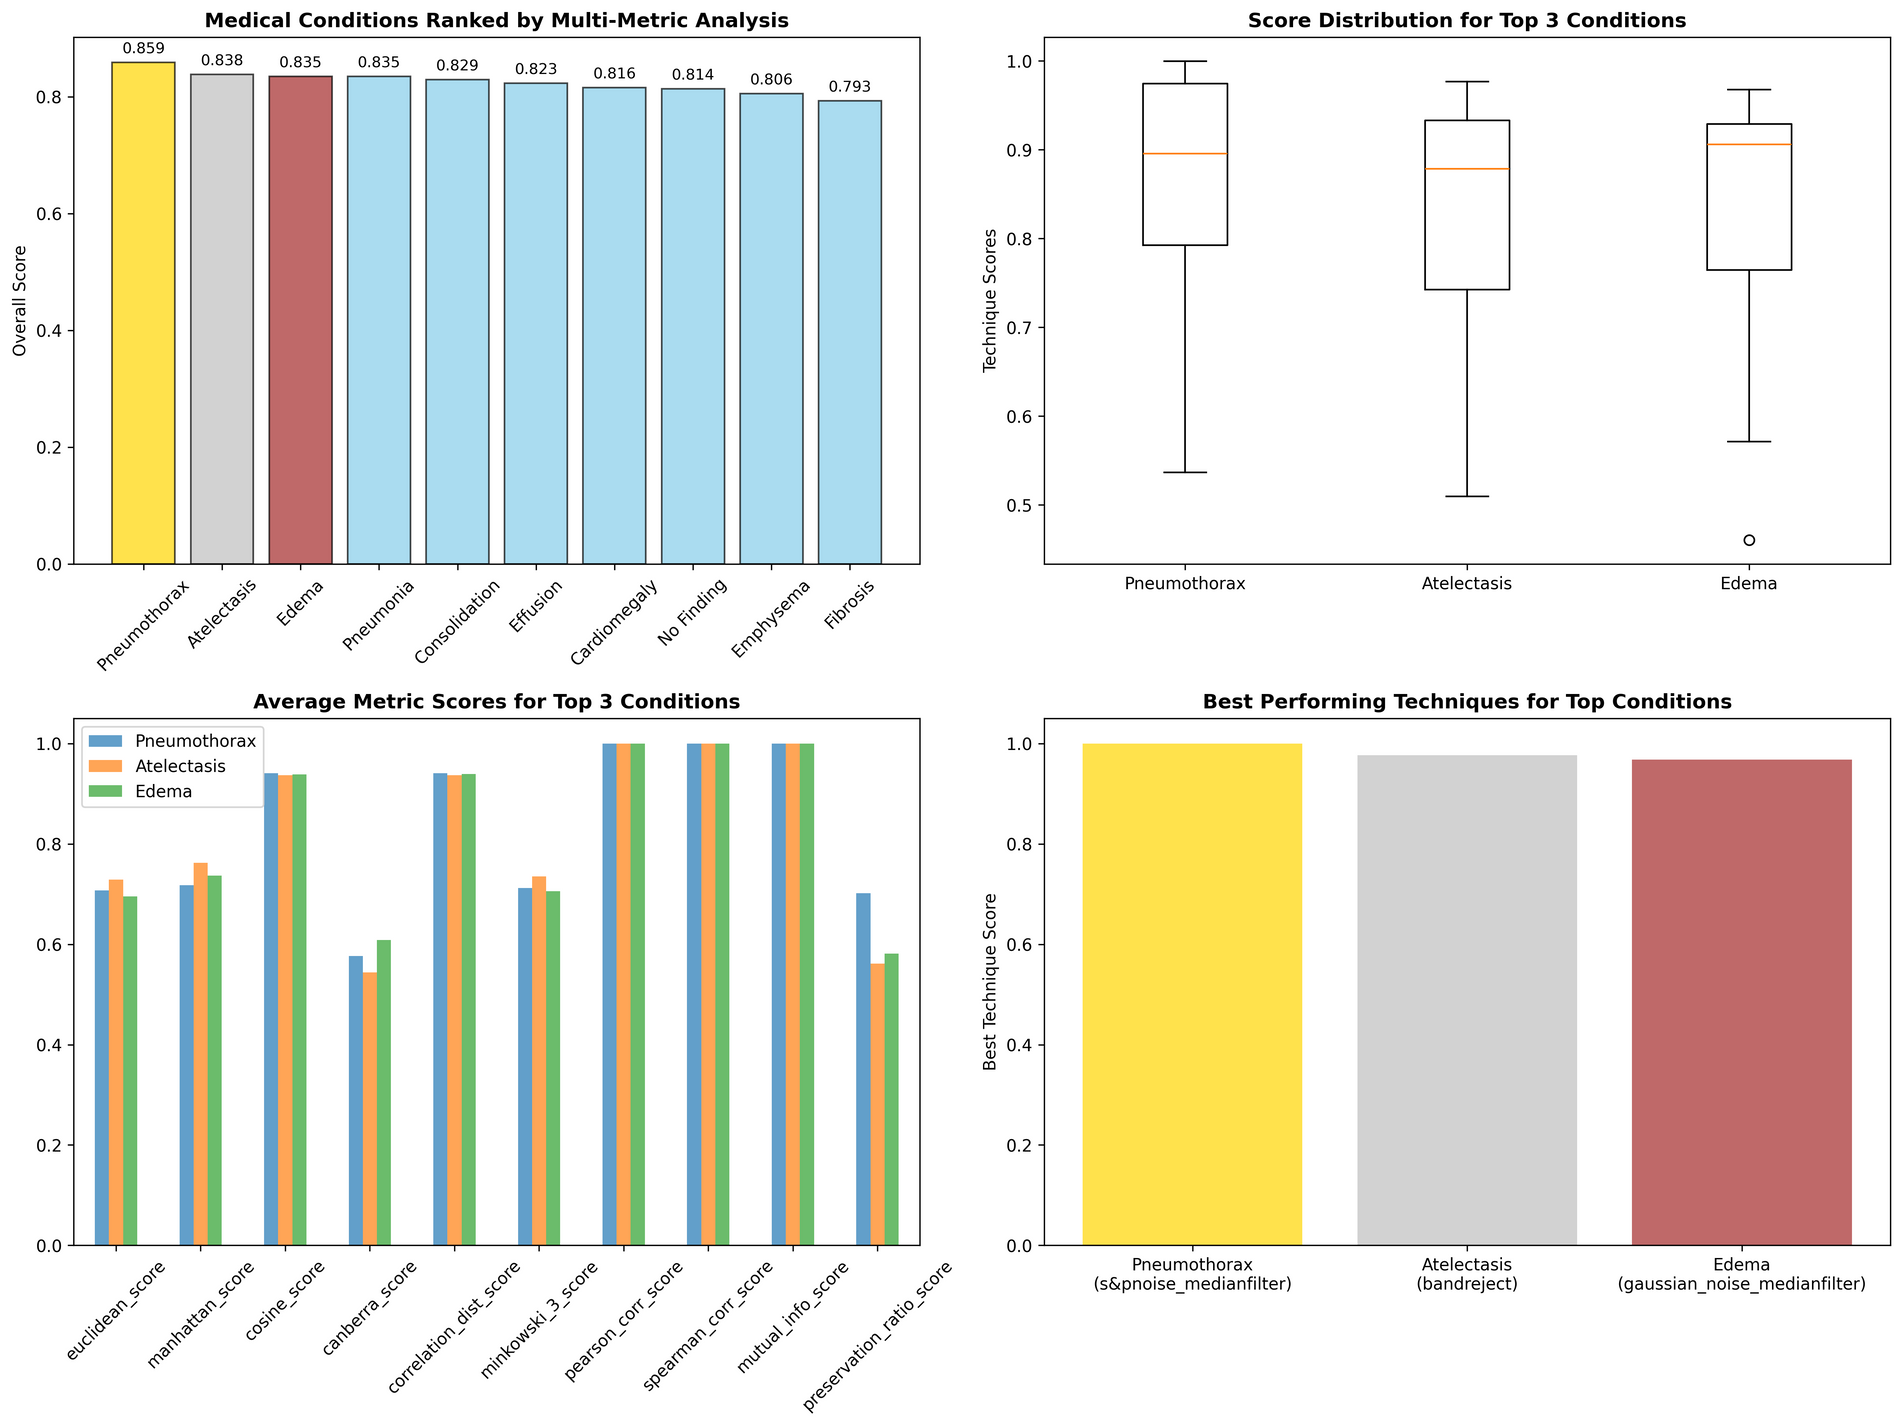 Medical Conditions Ranked by Multi-Metric Analysis
Overall Score
0.8
0.6
0.4
0.2
0.0
0.859
0.838
0.835
0.835
0.829
0.823
0.816
0.814
0.806
0.793
Pneumothorax
Atelectasis
Edema
Pneumonia
Consolidation
Effusion
Cardiomegaly
No Finding
Emphysema
Fibrosis
Score Distribution for Top 3 Conditions
Technique Scores
1.0
0.9
0.8
0.7
0.6
0.5
Pneumothorax
Atelectasis
Edema
Average Metric Scores for Top 3 Conditions
Pneumothorax
Atelectasis
Edema
1.0
0.8
0.6
0.4
0.2
0.0
euclidean_score
manhattan_score
cosine_score
canberra_score
correlation_dist_score
minkowski_3_score
pearson_corr_score
spearman_corr_score
mutual_info_score
preservation_ratio_score
Best Performing Techniques for Top Conditions
Best Technique Score
1.0
0.8
0.6
0.4
0.2
0.0
Pneumothorax
(s&pnoise_medianfilter)
Atelectasis
(bandreject)
Edema
(gaussian_noise_medianfilter)